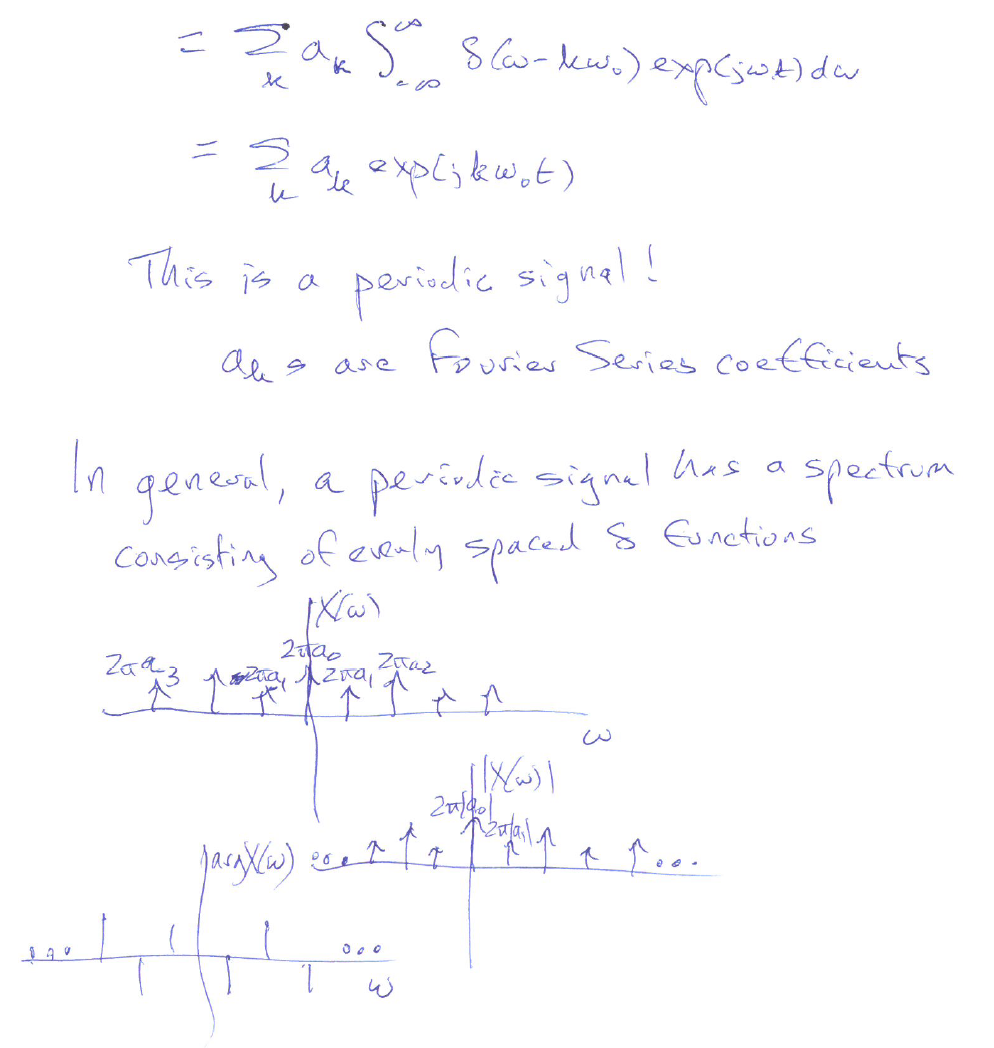 = Σ_k a_k ∫_{-∞}^{∞} δ(ω-kω₀) exp(jωt) dω
= Σ_k a_k exp(jkω₀t)
This is a periodic signal!
a_k s are Fourier Series coefficients
In general, a periodic signal has a spectrum
consisting of evenly spaced δ functions
X(ω)
2πa₀
2πa₋₃ 2πa₁ 2πa₁ 2πa₂
ω
|X(ω)|
2π|a₀|
2π|a₁|
arg X(ω) ...
...
... ...
ω